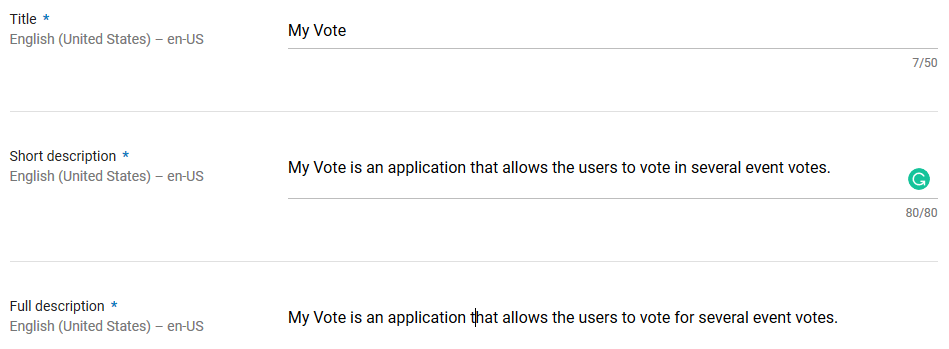 Title *
English (United States) – en-US
My Vote
7/50
Short description *
English (United States) – en-US
My Vote is an application that allows the users to vote in several event votes.
80/80
Full description *
English (United States) – en-US
My Vote is an application that allows the users to vote for several event votes.